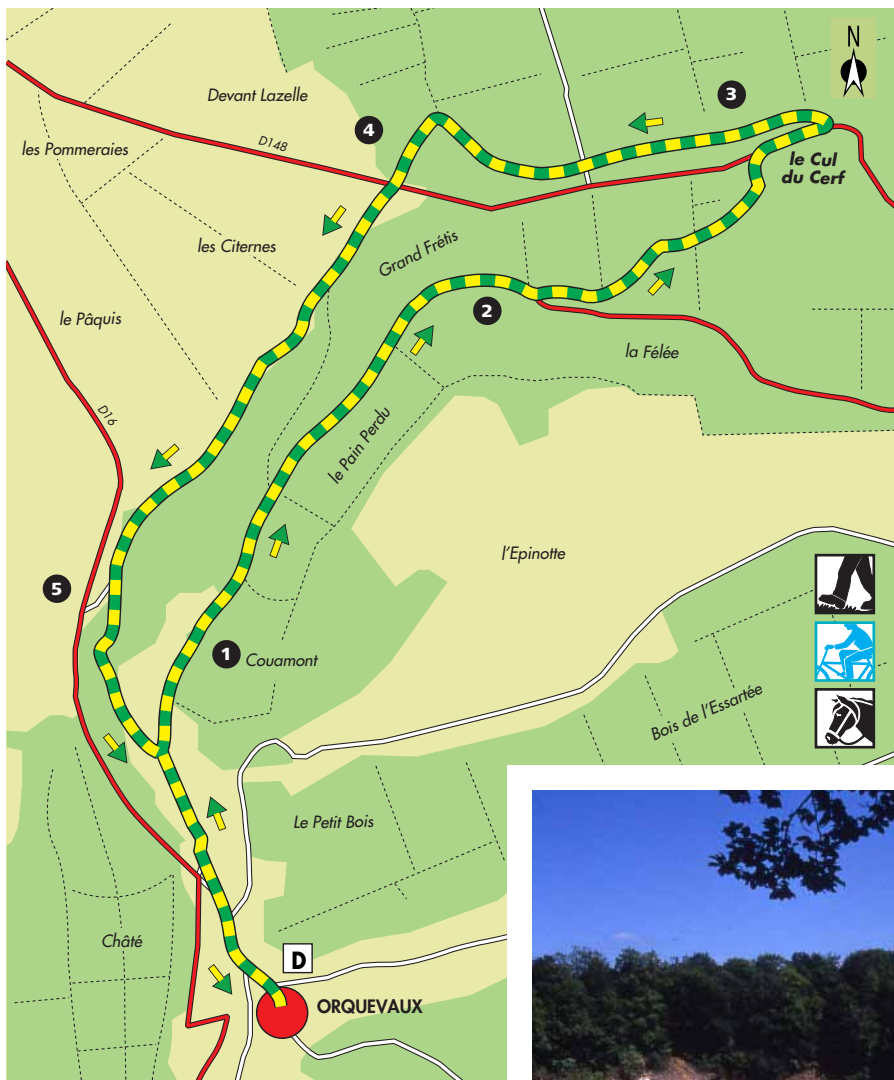 N
Devant Lazelle
3
4
les Pommeraies
D148
le Cul
du Cerf
les Citernes
Grand Frétis
le Pâquis
2
la Félée
D16
le Pain Perdu
l'Epinotte
5
1
Couamont
Bois de l'Essartée
Le Petit Bois
Châté
D
ORQUEVAUX